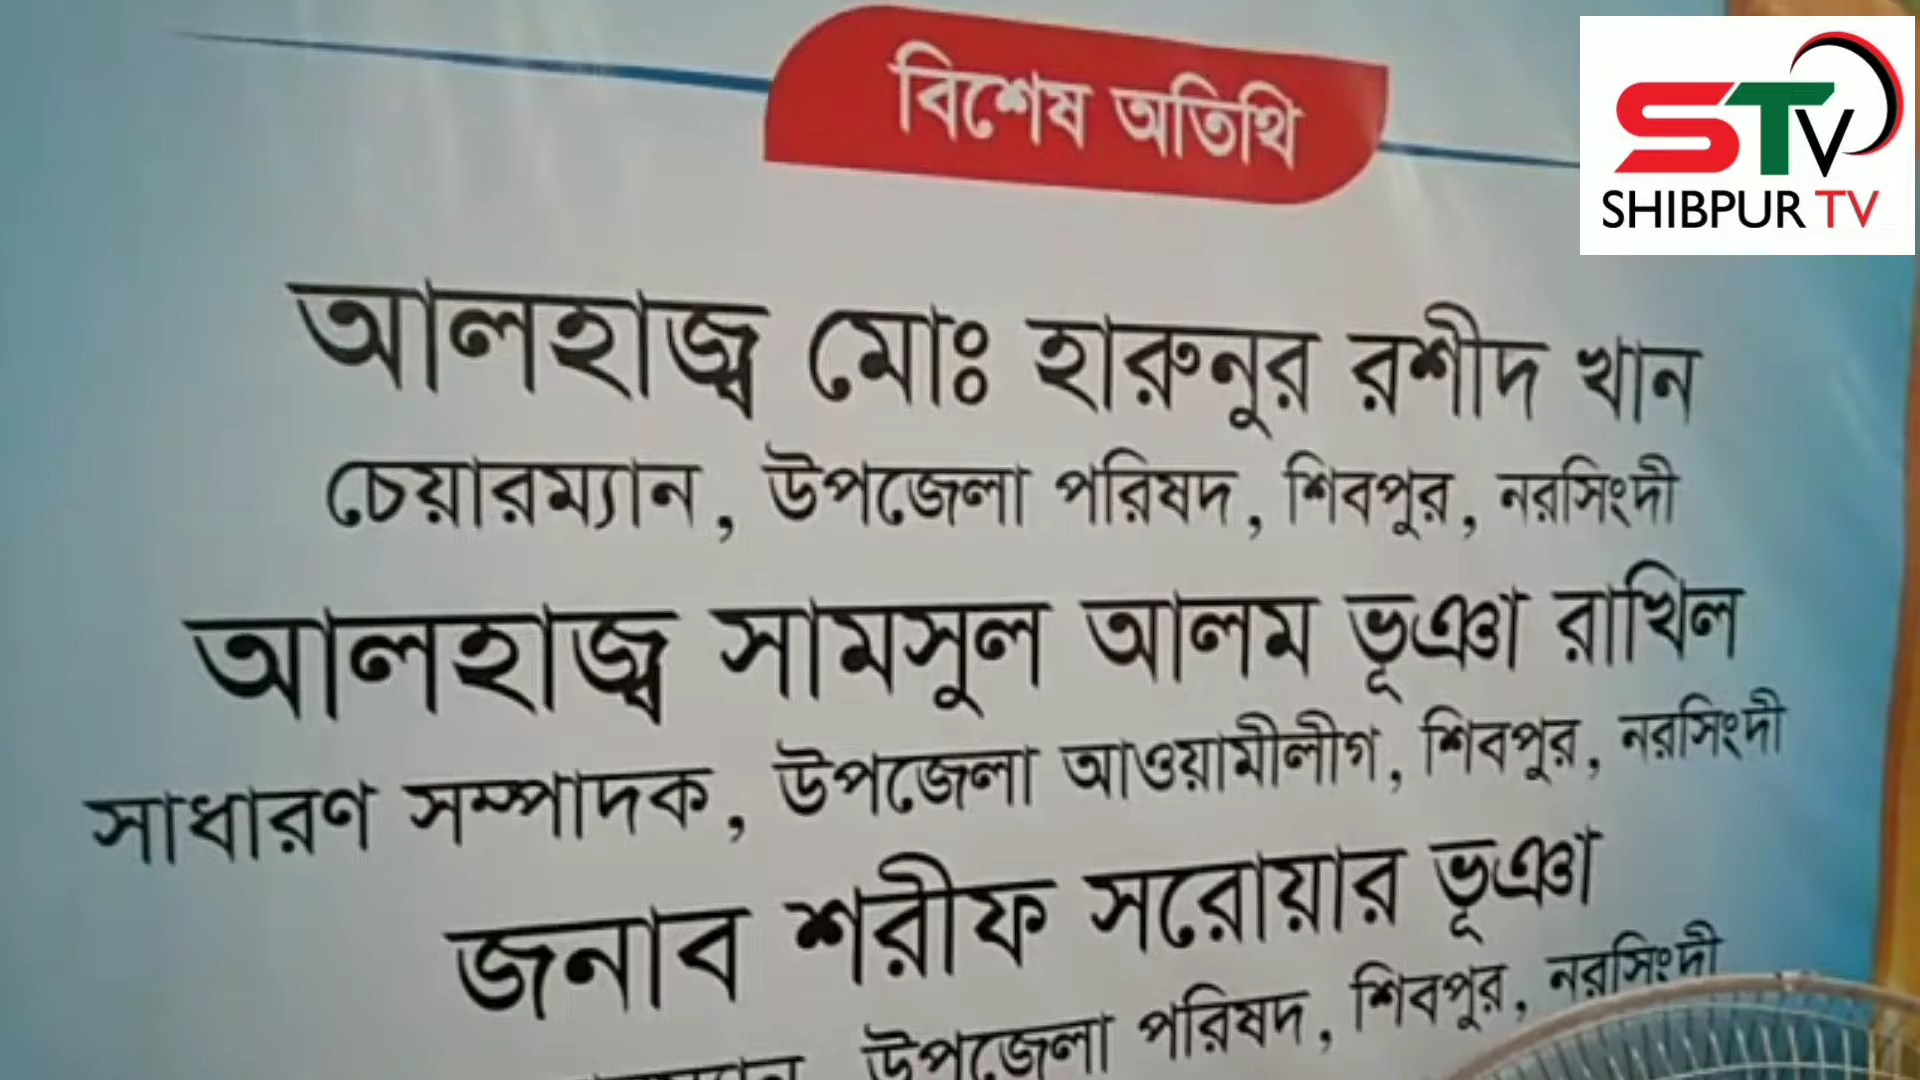 বিশেষ অতিথি
STV
SHIBPUR TV
আলহাজ্ব মোঃ হারুনুর রশীদ খান
চেয়ারম্যান, উপজেলা পরিষদ, শিবপুর, নরসিংদী
আলহাজ্ব সামসুল আলম ভূঞা রাখিল
সাধারণ সম্পাদক, উপজেলা আওয়ামীলীগ, শিবপুর, নরসিংদী
জনাব শরীফ সরোয়ার ভূঞা
উপজেলা পরিষদ, শিবপুর, নরসিংদী